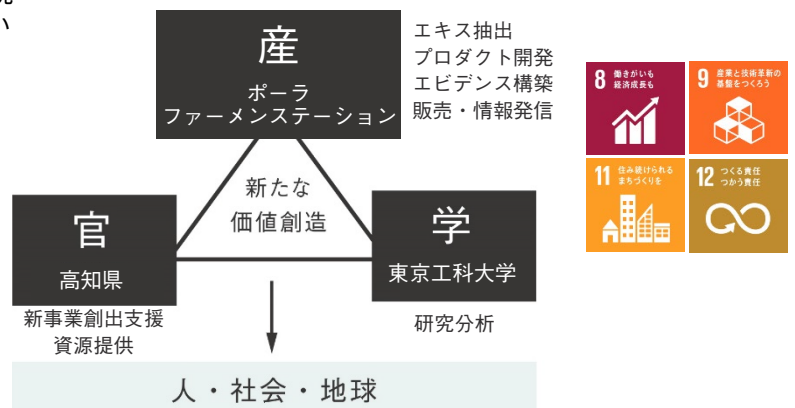 い
産
ポーラ
ファーメンステーション
エキス抽出
プロダクト開発
エビデンス構築
販売・情報発信
新たな
価値創造
官
高知県
新事業創出支援
資源提供
学
東京工科大学
研究分析
人・社会・地球
8 働きがいも
経済成長も
9 産業と技術革新の
基盤をつくろう
11 住み続けられる
まちづくりを
12 つくる責任
つかう責任